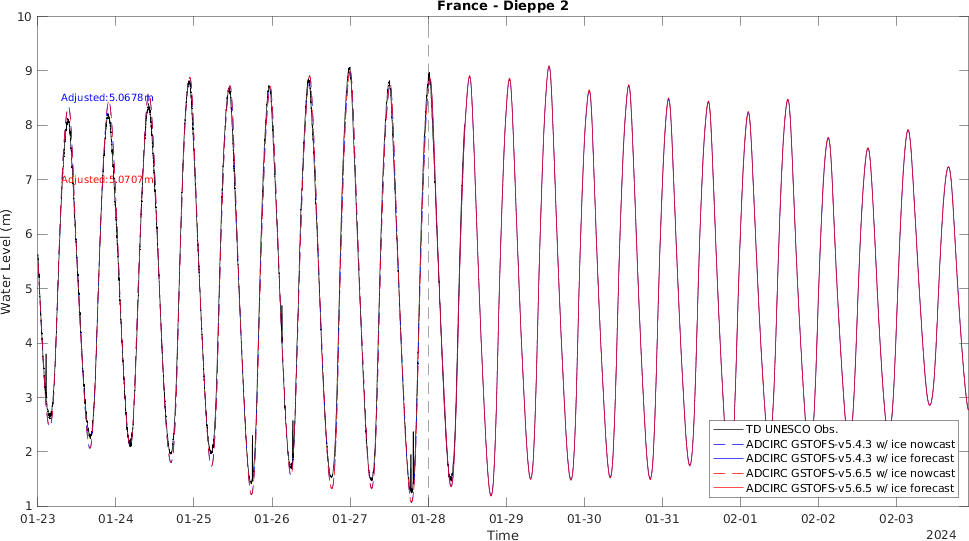 France - Dieppe 2
10
9
8
7
6
5
4
3
2
1
Water Level (m)
Adjusted:5.0678m
Adjusted:5.0707m
TD UNESCO Obs.
ADCIRC GSTOFS-v5.4.3 w/ ice nowcast
ADCIRC GSTOFS-v5.4.3 w/ ice forecast
ADCIRC GSTOFS-v5.6.5 w/ ice nowcast
ADCIRC GSTOFS-v5.6.5 w/ ice forecast
01-23 01-24 01-25 01-26 01-27 01-28 01-29 01-30 01-31 02-01 02-02 02-03
Time
2024